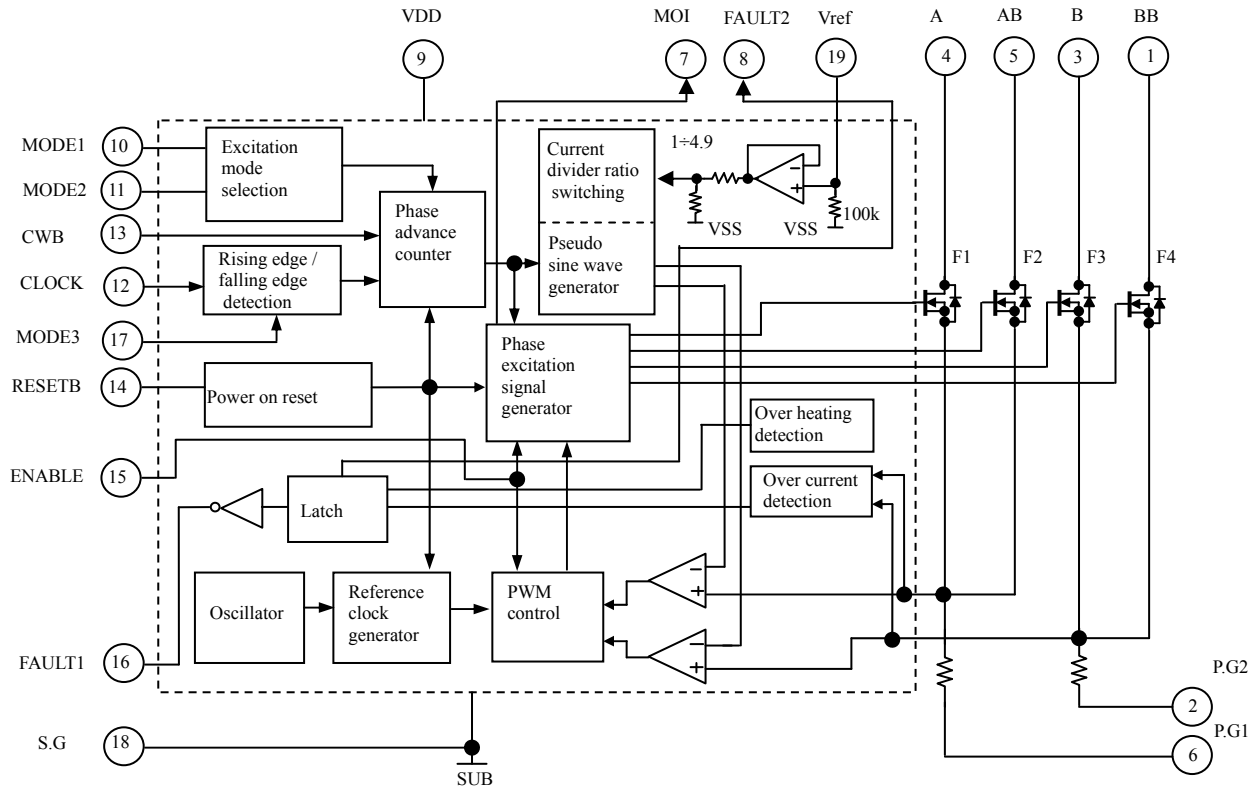 VDD
MOI
FAULT2
Vref
A
AB
B
BB
9
7
8
19
4
5
3
1
MODE1
10
MODE2
11
CWB
13
CLOCK
12
MODE3
17
RESETB
14
ENABLE
15
FAULT1
16
S.G
18
Excitation
mode
selection
Phase
advance
counter
Rising edge /
falling edge
detection
Power on reset
Current
divider ratio
switching
Pseudo
sine wave
generator
1÷4.9
−
+
VSS
VSS
100k
F1
F2
F3
F4
Phase
excitation
signal
generator
Over heating
detection
Over current
detection
Latch
Oscillator
Reference
clock
generator
PWM
control
−
+
−
+
P.G2
2
P.G1
6
SUB